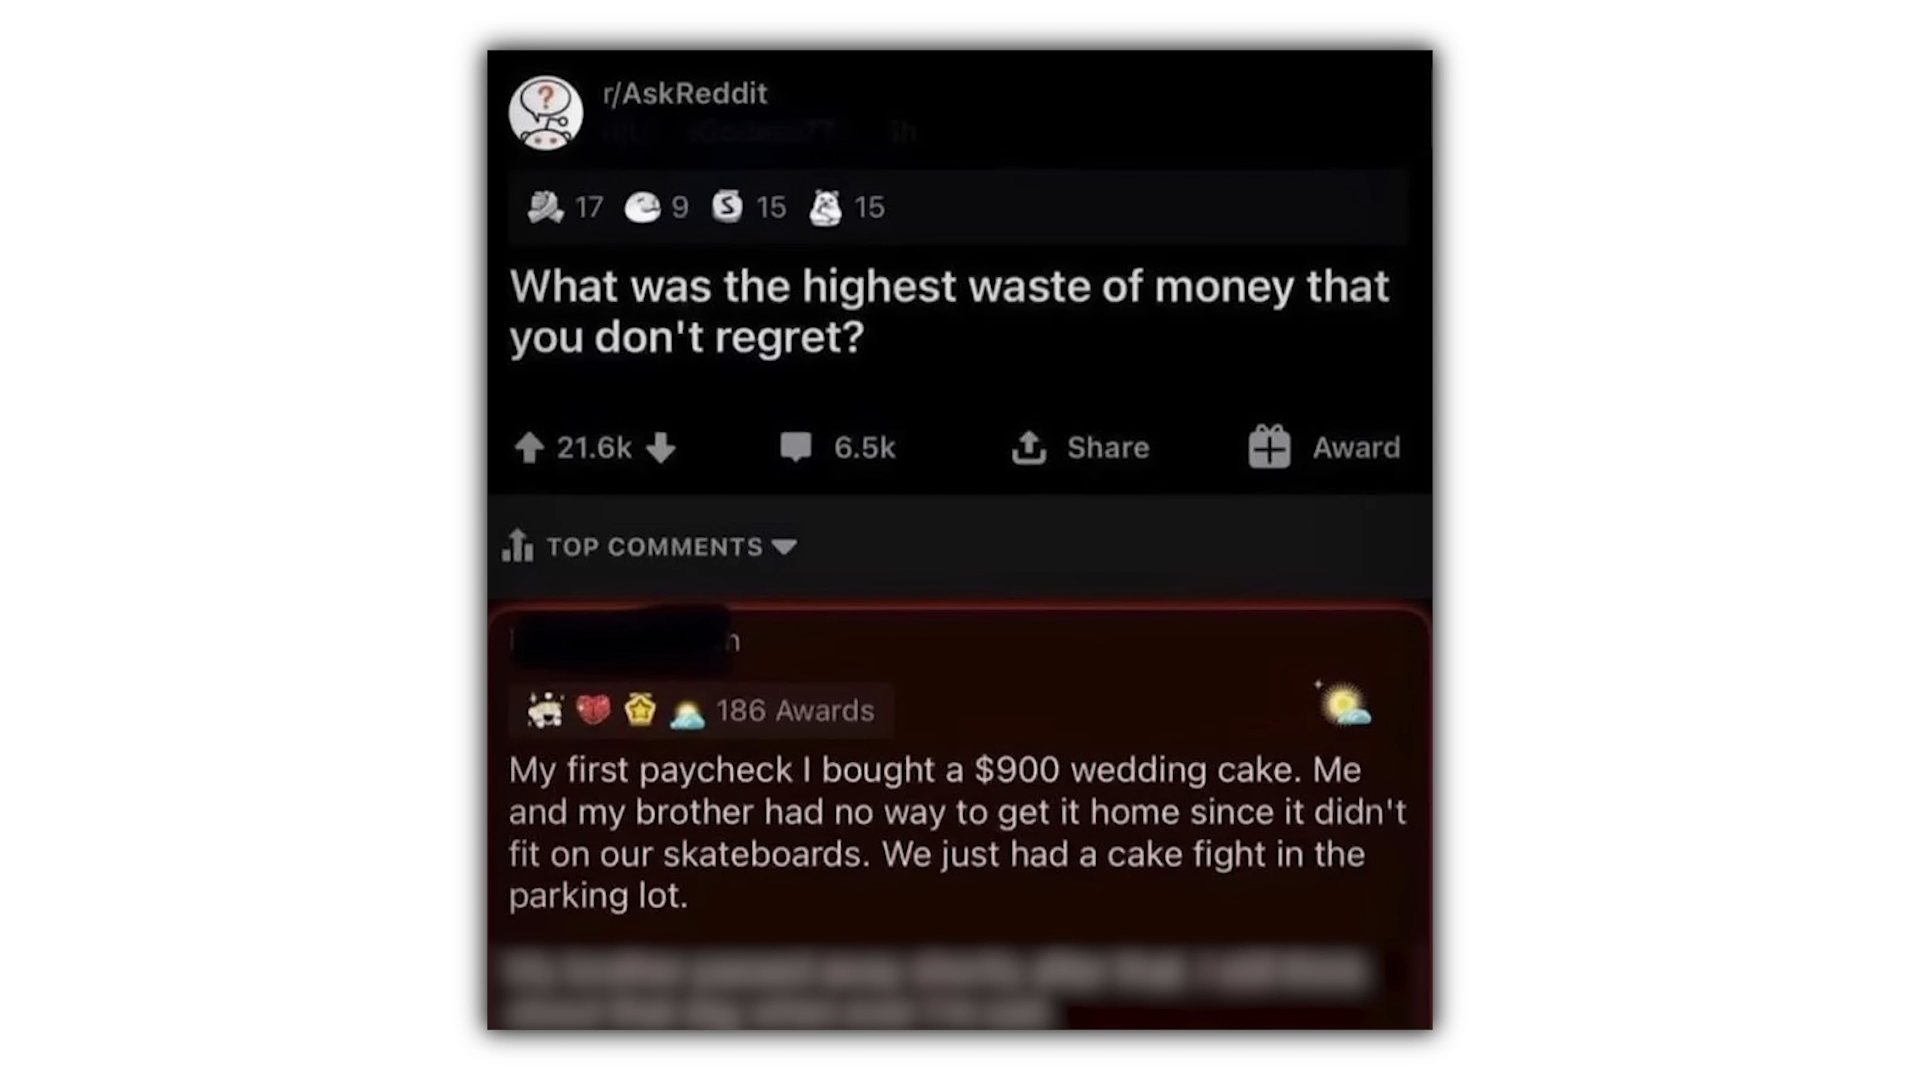 r/AskReddit
17 9 S 15 15
What was the highest waste of money that
you don't regret?
21.6k 6.5k Share Award
TOP COMMENTS
186 Awards
My first paycheck I bought a $900 wedding cake. Me
and my brother had no way to get it home since it didn't
fit on our skateboards. We just had a cake fight in the
parking lot.